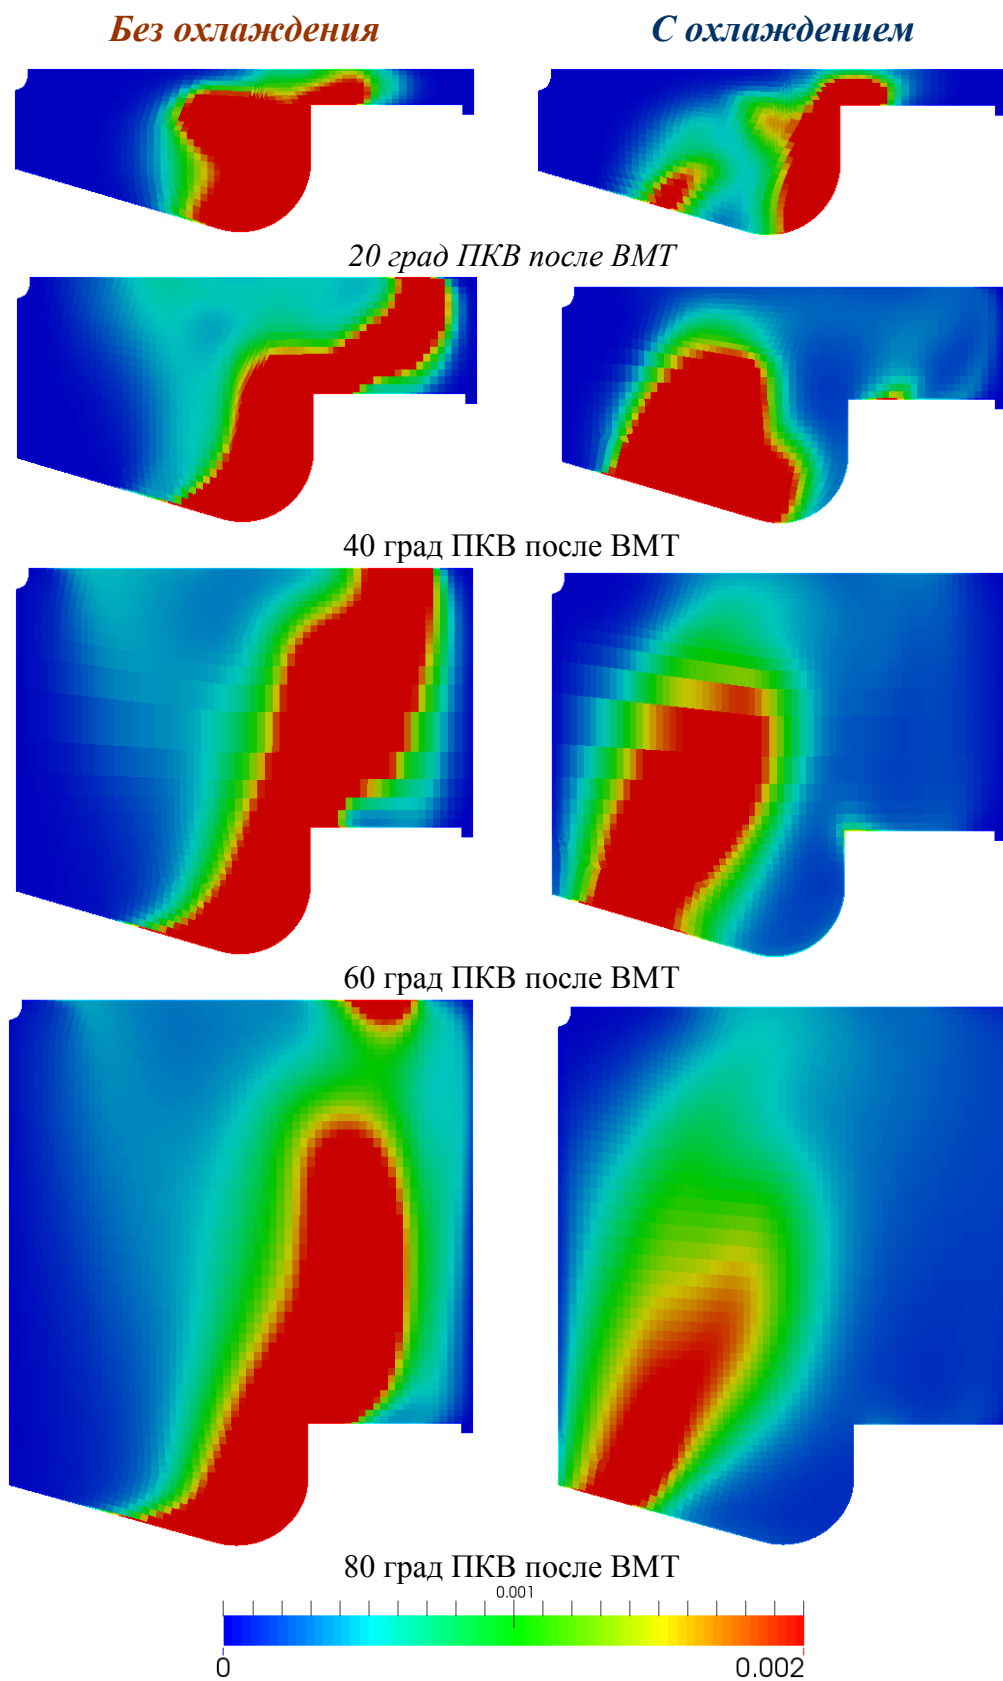 Без охлаждения
С охлаждением
20 град ПКВ после ВМТ
40 град ПКВ после ВМТ
60 град ПКВ после ВМТ
80 град ПКВ после ВМТ
0.001
0
0.002